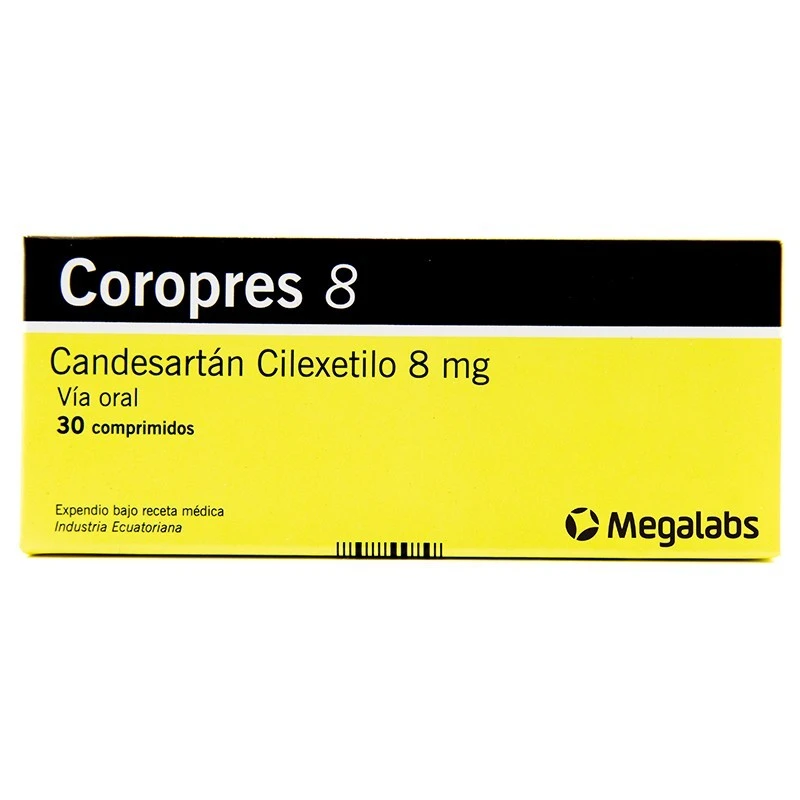 Coropres 8
Candesartán Cilexetilo 8 mg
Vía oral
30 comprimidos
Expendio bajo receta médica
Industria Ecuatoriana
Megalabs